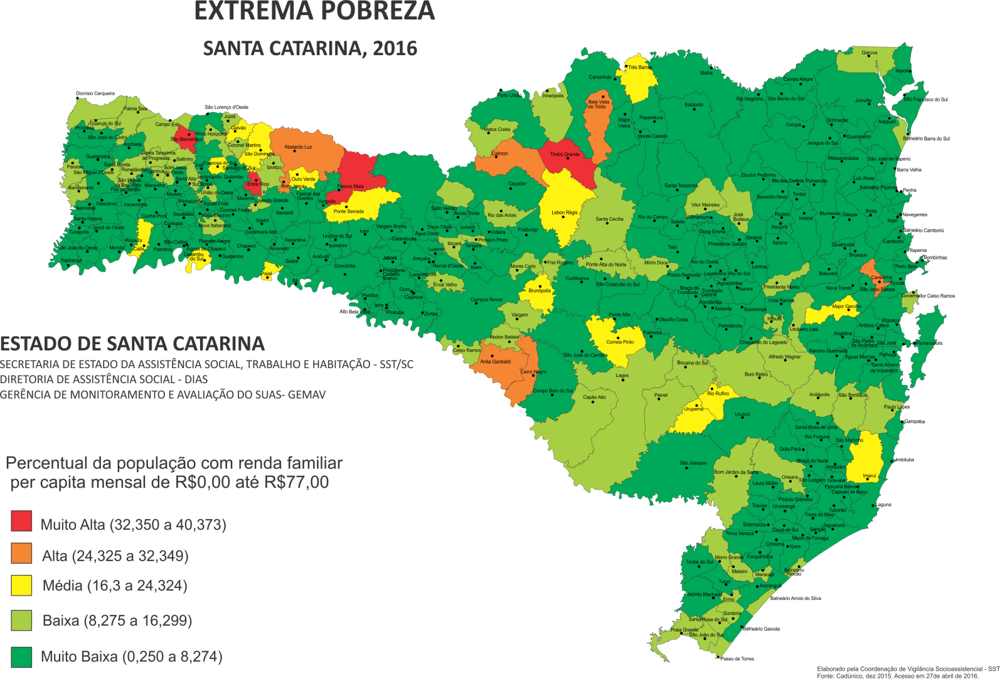 EXTREMA POBREZA
SANTA CATARINA, 2016
Dionísio Cerqueira
Palma Sola
Guarujá do Sul
Princesa
São José do Cedro
Anchieta
Campo Erê
São Lorenço d'Oeste
Jupiá
Galvão
Novo Horizonte
São Bernardino
Coronel Martins
São Domingos
Abelardo Luz
Ipuaçu
Ouro Verde
Bom Jesus
Passos Maia
Vargeão
Faxinal dos
Guedes
Ponte Serrada
Entre Rios
Marema
Lajeado Grande
Xanxerê
Xaxim
Cordilheira Alta
Coronel Freitas
Quilombo
Santiago do Sul
Formosa do Sul
Irati
Jardinópolis
União do Oeste
Águas Frias
Nova Erechim
Nova Itaberaba
Planalto Alegre
Chapecó
Guatambu
Caxambu
do Sul
Águas de Chapecó
São Carlos
Palmitos
Caibi
Riqueza
Mondaí
Cunhataí
Saudades
Cunha Porã
Pinhalzinho
Modelo
Serra Alta
Sul Brasil
Bom Jesus
do Oeste
Saltinho
Santa Terezinha
do Progresso
Tigrinhos
Maravilha
Flor do Sertão
São Miguel
da Boa Vista
Romelândia
Barra Bonita
Guaraciaba
Paraíso
São Miguel d'Oeste
Bandeirante
Descanso
Belmonte
Iraceminha
Santa Helena
Tunápolis
Iporã do Oeste
São João do Oeste
Itapiranga
Paial
Itá
Seara
Arvoredo
Xavantina
Ipumirim
Lindóia do Sul
Arabutã
Concórdia
Irani
Vargem Bonita
Catanduvas
Jaborá
Presidente
Castello
Branco
Peritiba
Alto Bela Vista
Ipira
Piratuba
Ouro
Capinzal
Zortéa
Lacerdópolis
Joaçaba
Luzerna
Herval d'Oeste
Erval Velho
Campos Novos
Ibicaré
Água Doce
Treze
Tílias
Salto Veloso
Arroio Trinta
Iomerê
Pinheiro Preto
Tangará
Ibiam
Videira
Rio das Antas
Fraiburgo
Caçador
Calmon
Matos Costa
Porto União
Irineópolis
Canoinhas
Bela Vista
do Toldo
Timbó Grande
Lebon Régis
Santa Cecília
Três Barras
Major
Vieira
Papanduva
Monte Castelo
Mafra
Itaiópolis
Rio Negrinho
São Bento do Sul
Campo Alegre
Garuva
Itapoá
Joinville
São Francisco do Sul
Araquari
Balneário Barra do Sul
Schroeder
Corupá
Guaramirim
Jaraguá do Sul
Massaranduba
São João do Itaperiú
Barra Velha
Luiz Alves
Balneário Piçarras
Penha
Navegantes
Ilhota
Itajaí
Balneário Camboriú
Camboriú
Itapema
Bombinhas
Porto Belo
Tijucas
Canelinha
São João Batista
Governador Celso Ramos
Nova Trento
Major Gercino
Botuverá
Brusque
Guabiruba
Gaspar
Blumenau
Pomerode
Rio dos Cedros
Doutor Pedrinho
Benedito Novo
Timbó
Rodeio
Indaial
Ascurra
Apiúna
Ibirama
José
Boiteux
Vitor Meireles
Witmarsum
Dona Emma
Presidente Getúlio
Santa Terezinha
Rio do Campo
Salete
Taió
Mirim Doce
Pouso Redondo
Rio do Oeste
Laurentino
Rio do Sul
Lontras
Agronômica
Trombudo
Central
Braço do
Trombudo
Aurora
Agrolândia
Atalanta
Ituporanga
Presidente Nereu
Vidal Ramos
Imbuia
Leoberto Leal
Petrolândia
Chapadão do Lageado
Alfredo Wagner
Otacílio Costa
Ponte Alta
Palmeira
Correia Pinto
Ponte Alta do Norte
São Cristóvão do Sul
Curitibanos
Frei Rogério
Monte Carlo
Brunópolis
Vargem
Abdon Batista
Celso Ramos
Anita Garibaldi
Cerro Negro
Campo Belo do Sul
São José do Cerrito
Lages
Capão Alto
Painel
Bocaina do Sul
Bom Retiro
Rio Rufino
Urupema
Urubici
São Joaquim
Bom Jardim da Serra
Angelina
Antônio Carlos
Biguaçu
São Pedro
de Alcântara
São José
Florianópolis
Rancho Queimado
Águas Mornas
Palhoça
Santo Amaro
da Imperatriz
Anitápolis
São Bonifácio
Paulo Lopes
Garopaba
Santa Rosa de Lima
Rio Fortuna
São Martinho
Grão Pará
Braço do Norte
Armazém
Imaruí
Imbituba
Orleans
São Ludgero
Gravatal
Pescaria Brava
Capivari de Baixo
Laguna
Lauro Müller
Pedras Grandes
Tubarão
Treviso
Urussanga
Treze de Maio
Jaguaruna
Siderópolis
Cocal do Sul
Sangão
Morro da Fumaça
Nova Veneza
Criciúma
Içara
Forquilhinha
Balneário
Rincão
Morro Grande
Meleiro
Maracajá
Timbé do Sul
Turvo
Araranguá
Jacinto Machado
Ermo
Balneário Arroio do Silva
Sombrio
Santa Rosa do Sul
Balneário Gaivota
Praia Grande
São João do Sul
Passo de Torres
ESTADO DE SANTA CATARINA
SECRETARIA DE ESTADO DA ASSISTÊNCIA SOCIAL, TRABALHO E HABITAÇÃO - SST/SC
DIRETORIA DE ASSISTÊNCIA SOCIAL - DIAS
GERÊNCIA DE MONITORAMENTO E AVALIAÇÃO DO SUAS- GEMAV
Percentual da população com renda familiar
per capita mensal de R$0,00 até R$77,00
Muito Alta (32,350 a 40,373)
Alta (24,325 a 32,349)
Média (16,3 a 24,324)
Baixa (8,275 a 16,299)
Muito Baixa (0,250 a 8,274)
Elaborado pela Coordenação de Vigilância Socioassistencial - SST
Fonte: Cadúnico, dez 2015. Acesso em 27de abril de 2016.